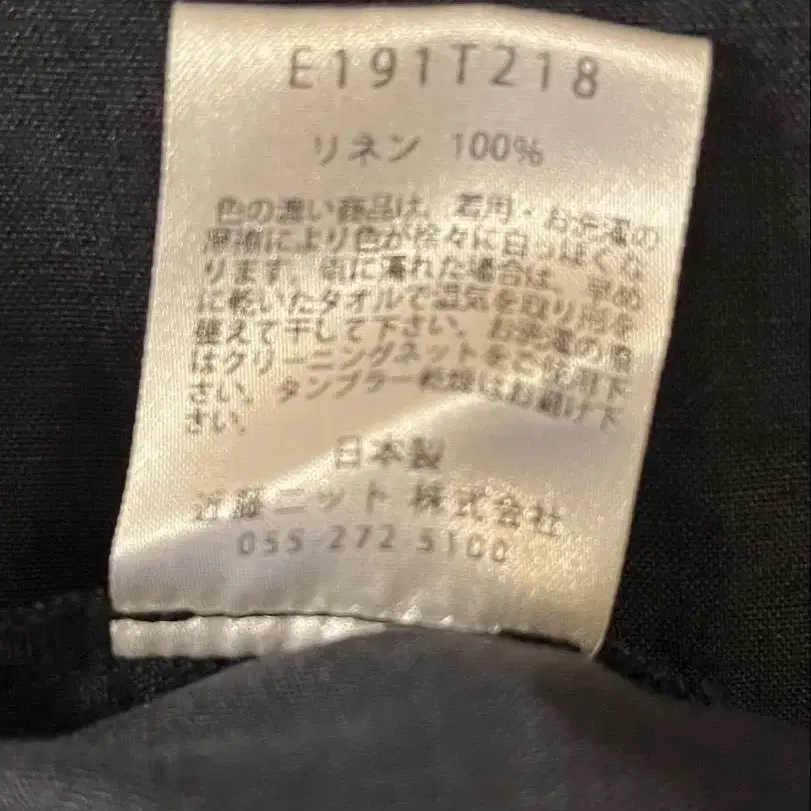 E191T218
リネン 100%
色の濃い商品は、着用・お洗濯の
摩擦により色が徐々に白っぽくな
ります。雨に濡れた場合は、早め
に乾いたタオルで湿気を取り形を
整えて干して下さい。お洗濯の際
はクリーニングネットをご使用下
さい。タンブラー乾燥はお避け下
さい。
日本製
近藤ニット 株式会社
055 272 5100